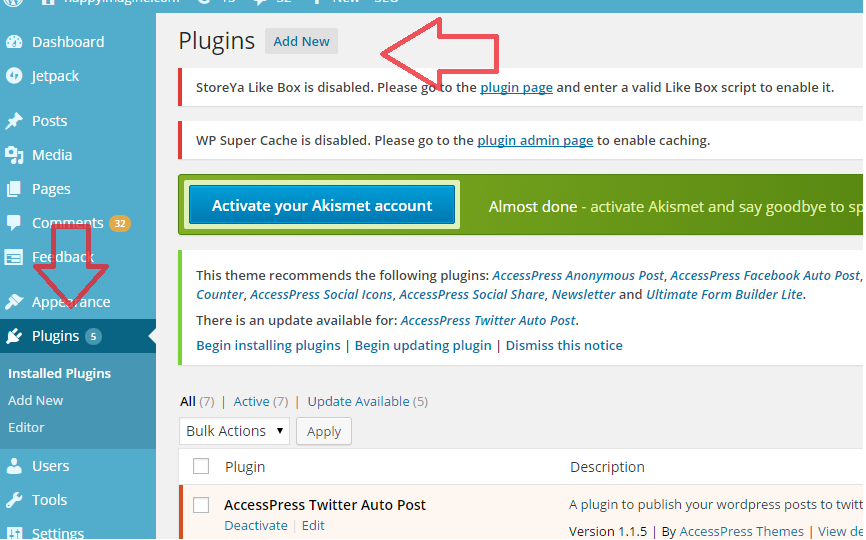 Dashboard
Jetpack
Posts
Media
Pages
Comments 32
Feedback
Appearance
Plugins 5
Installed Plugins
Add New
Editor
Users
Tools
Settings
Plugins Add New
StoreYa Like Box is disabled. Please go to the plugin page and enter a valid Like Box script to enable it.
WP Super Cache is disabled. Please go to the plugin admin page to enable caching.
Activate your Akismet account Almost done - activate Akismet and say goodbye to sp
This theme recommends the following plugins: AccessPress Anonymous Post, AccessPress Facebook Auto Post,
Counter, AccessPress Social Icons, AccessPress Social Share, Newsletter and Ultimate Form Builder Lite.
There is an update available for: AccessPress Twitter Auto Post.
Begin installing plugins | Begin updating plugin | Dismiss this notice
All (7) | Active (7) | Update Available (5)
Bulk Actions Apply
Plugin Description
AccessPress Twitter Auto Post A plugin to publish your wordpress posts to twitt
Deactivate | Edit Version 1.1.5 | By AccessPress Themes | View de